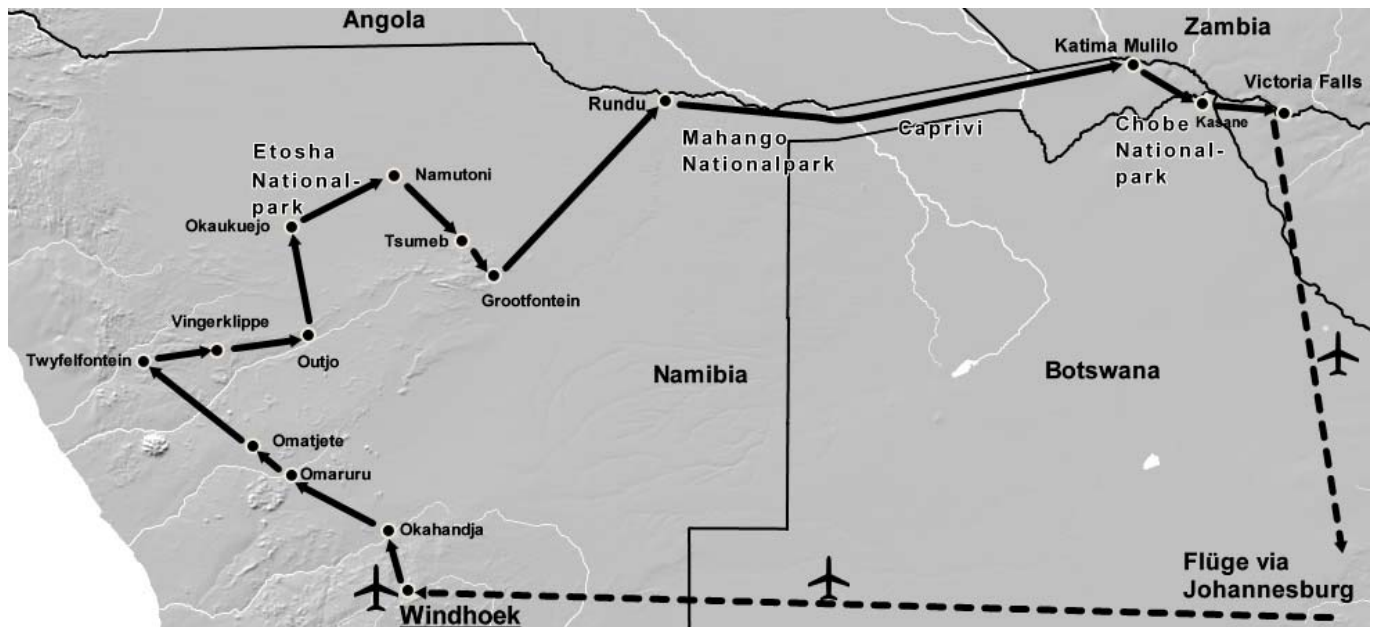 Angola
Zambia
Katima Mulilo
Victoria Falls
Rundu
Kasane
Caprivi
Mahango
Nationalpark
Chobe
National-
park
Etosha
National-
park
Namutoni
Okaukuejo
Tsumeb
Grootfontein
Vingerklippe
Twyfelfontein
Outjo
Namibia
Botswana
Omatjete
Omaruru
Okahandja
Flüge via
Johannesburg
Windhoek